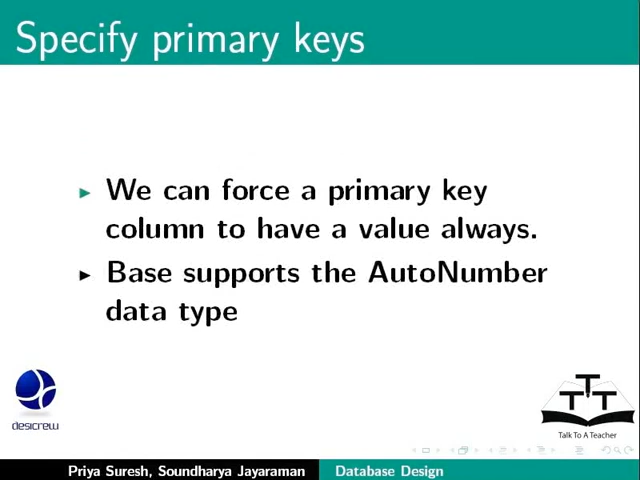 Specify primary keys
We can force a primary key
column to have a value always.
Base supports the AutoNumber
data type
desicrew
T T T
Talk To A Teacher
Priya Suresh, Soundharya Jayaraman Database Design